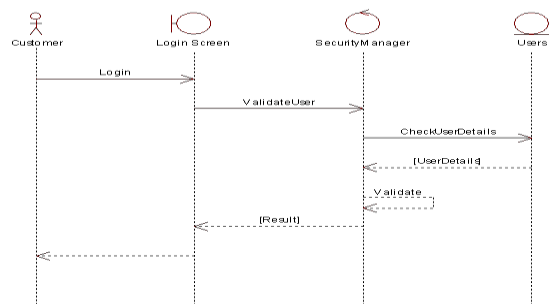 Customer
Login Screen
SecurityManager
Users
Login
ValidateUser
CheckUserDetails
[UserDetails]
Validate
[Result]